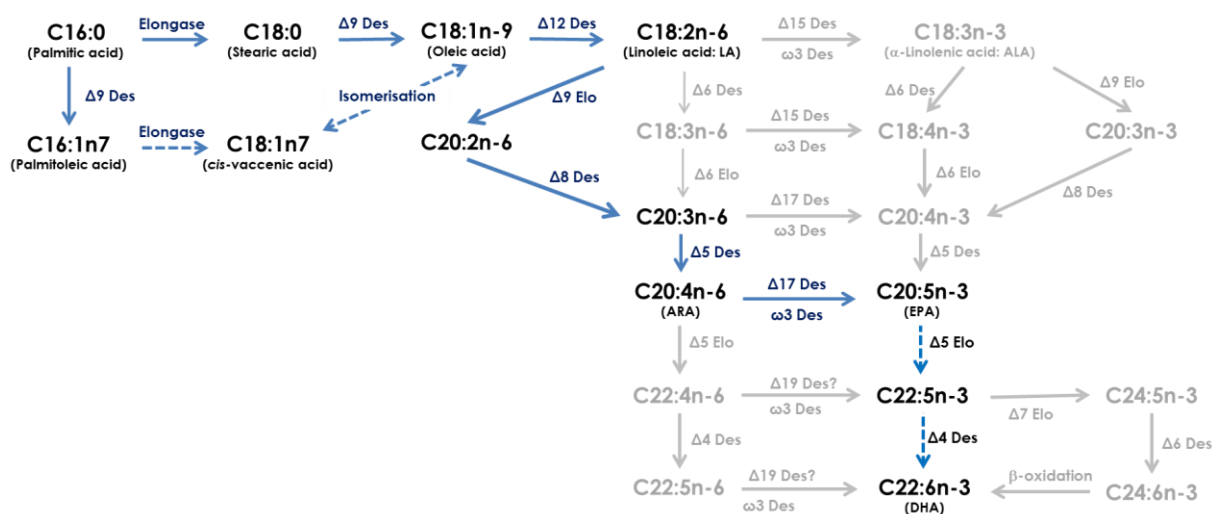 C16:0 Elongase C18:0 Δ9 Des C18:1n-9 Δ12 Des C18:2n-6 Δ15 Des C18:3n-3
(Palmitic acid) (Stearic acid) (Oleic acid) (Linoleic acid: LA) ω3 Des (α-Linolenic acid: ALA)
Δ9 Des Isomerisation Δ9 Elo Δ6 Des Δ6 Des Δ9 Elo
C16:1n7 Elongase C18:1n7 C20:2n-6 C18:3n-6 Δ15 Des C18:4n-3 C20:3n-3
(Palmitoleic acid) (cis-vaccenic acid) ω3 Des
Δ8 Des Δ6 Elo Δ6 Elo Δ8 Des
C20:3n-6 Δ17 Des C20:4n-3
ω3 Des
Δ5 Des Δ5 Des
C20:4n-6 Δ17 Des C20:5n-3
(ARA) ω3 Des (EPA)
Δ5 Elo Δ5 Elo
C22:4n-6 Δ19 Des? C22:5n-3 Δ7 Elo C24:5n-3
ω3 Des
Δ4 Des Δ4 Des Δ6 Des
C22:5n-6 Δ19 Des? C22:6n-3 β-oxidation C24:6n-3
ω3 Des (DHA)